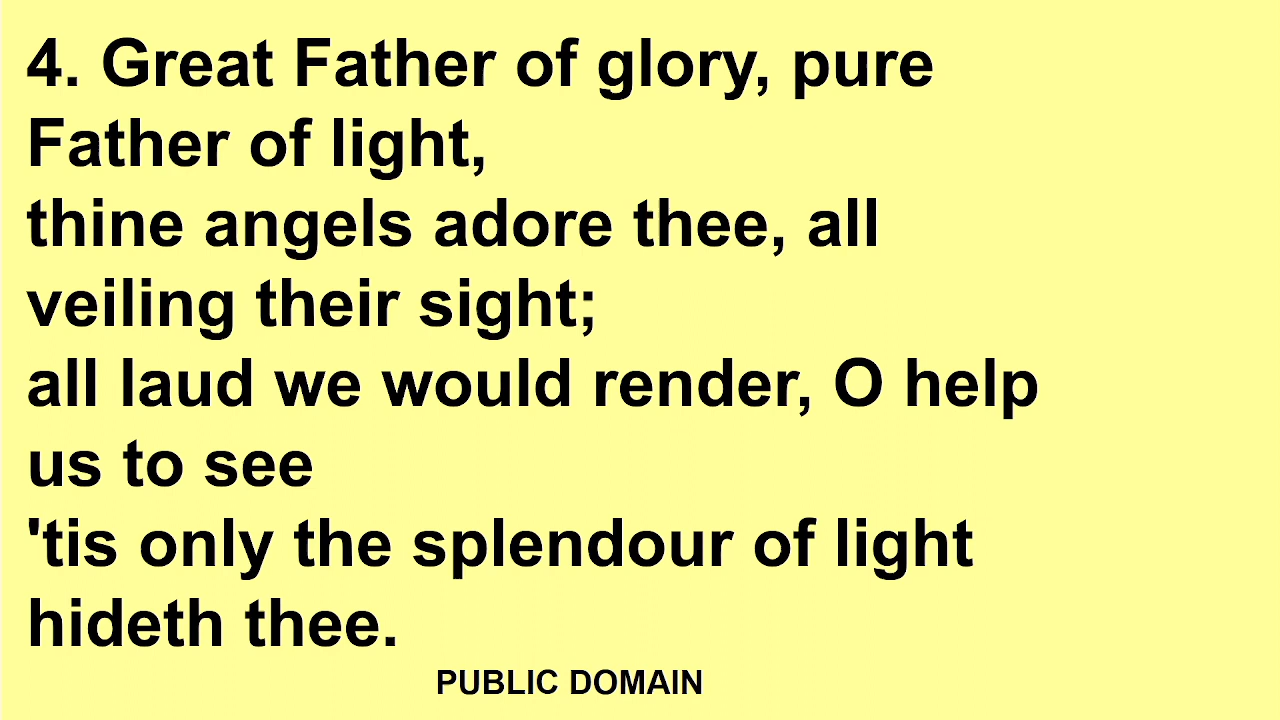 4. Great Father of glory, pure
Father of light,
thine angels adore thee, all
veiling their sight;
all laud we would render, O help
us to see
'tis only the splendour of light
hideth thee.
PUBLIC DOMAIN